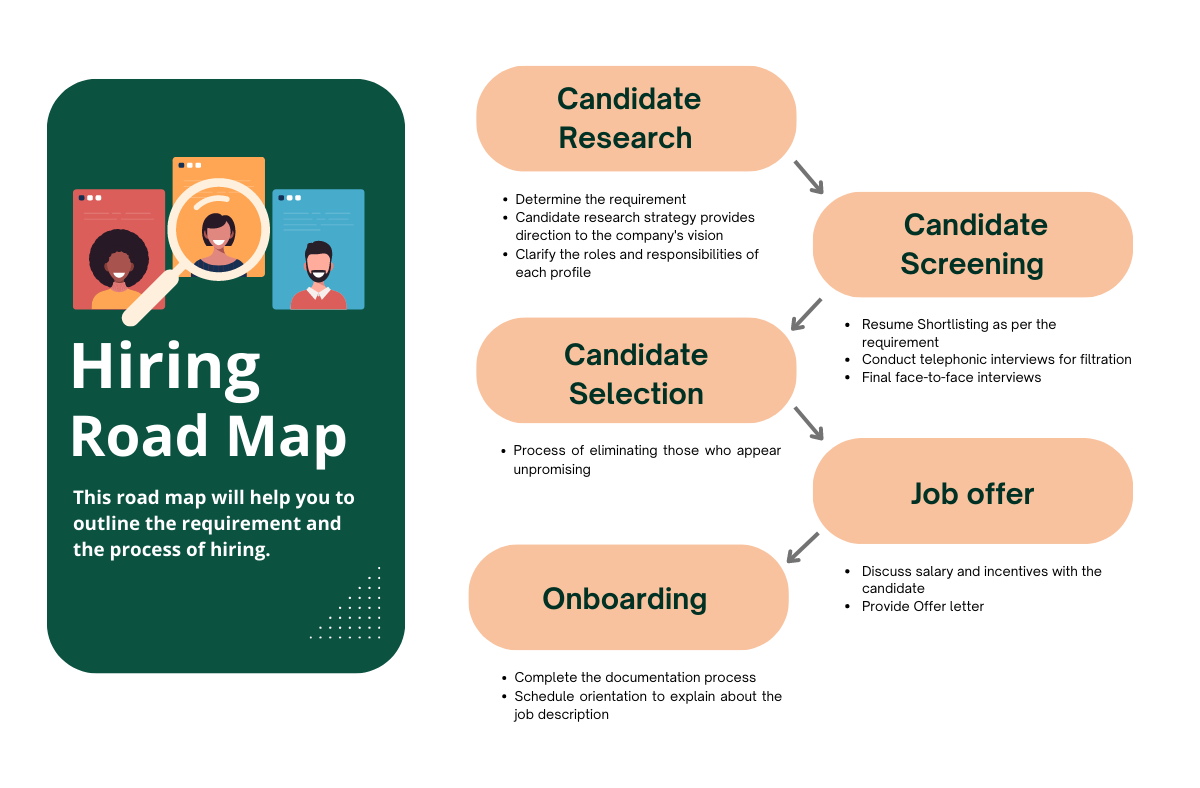 Hiring
Road Map
This road map will help you to
outline the requirement and
the process of hiring.
Candidate
Research
• Determine the requirement
• Candidate research strategy provides
direction to the company's vision
• Clarify the roles and responsibilities of
each profile
Candidate
Screening
• Resume Shortlisting as per the
requirement
• Conduct telephonic interviews for filtration
• Final face-to-face interviews
Candidate
Selection
• Process of eliminating those who appear
unpromising
Job offer
• Discuss salary and incentives with the
candidate
• Provide Offer letter
Onboarding
• Complete the documentation process
• Schedule orientation to explain about the
job description